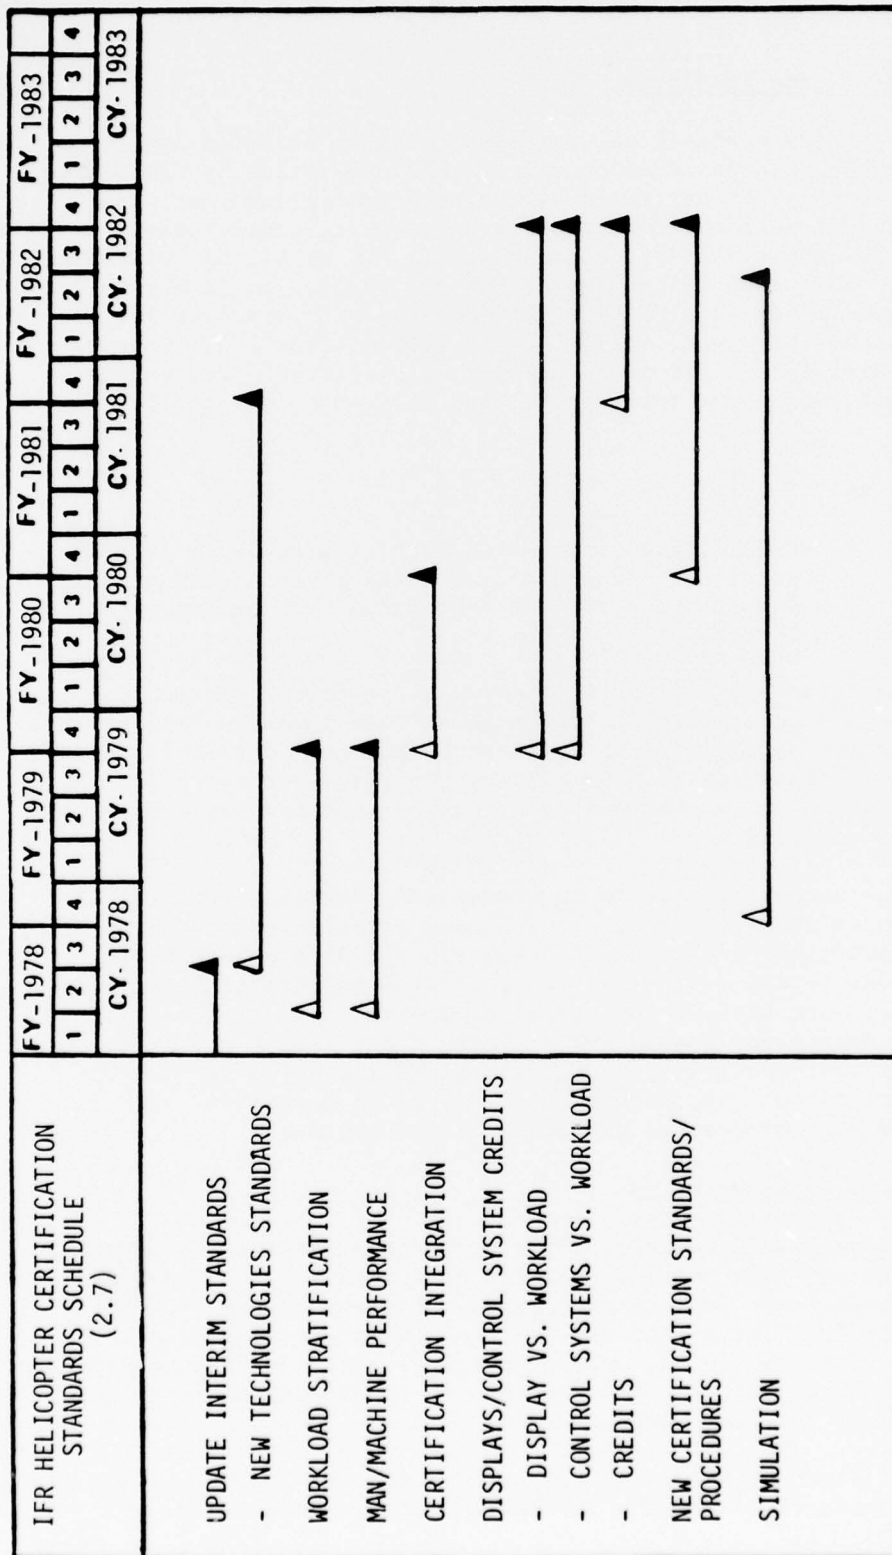 IFR HELICOPTER CERTIFICATION
STANDARDS SCHEDULE
(2.7)
FY-1978 FY-1979 FY-1980 FY-1981 FY-1982 FY-1983
1 2 3 4 1 2 3 4 1 2 3 4 1 2 3 4 1 2 3 4 1 2 3 4
CY-1978 CY-1979 CY-1980 CY-1981 CY-1982 CY-1983
UPDATE INTERIM STANDARDS
- NEW TECHNOLOGIES STANDARDS
WORKLOAD STRATIFICATION
MAN/MACHINE PERFORMANCE
CERTIFICATION INTEGRATION
DISPLAYS/CONTROL SYSTEM CREDITS
- DISPLAY VS. WORKLOAD
- CONTROL SYSTEMS VS. WORKLOAD
- CREDITS
NEW CERTIFICATION STANDARDS/
PROCEDURES
SIMULATION